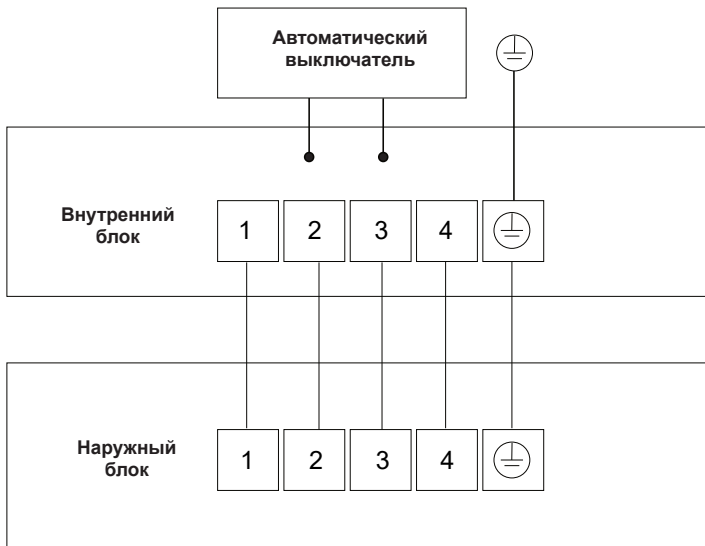 Автоматический
выключатель
Внутренний
блок
1 2 3 4
Наружный
блок
1 2 3 4